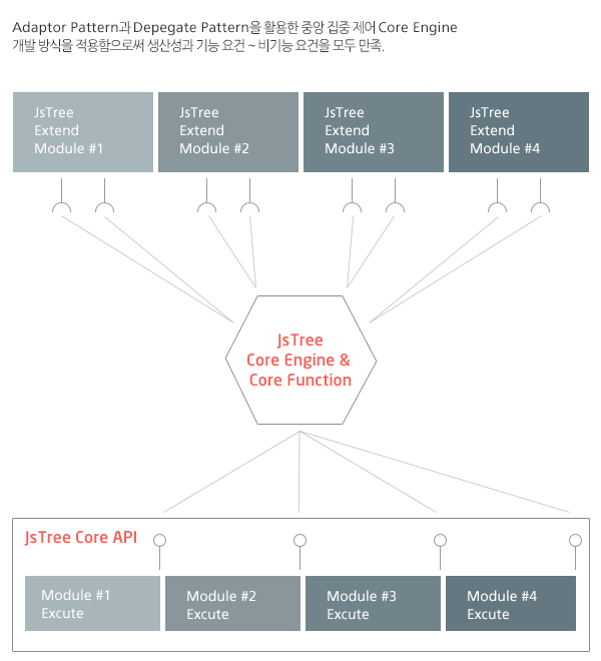 Adaptor Pattern과 Depegate Pattern을 활용한 중앙 집중 제어 Core Engine
개발 방식을 적용함으로써 생산성과 기능 요건 ~ 비기능 요건을 모두 만족.
JsTree
Extend
Module #1
JsTree
Extend
Module #2
JsTree
Extend
Module #3
JsTree
Extend
Module #4
JsTree
Core Engine &
Core Function
JsTree Core API
Module #1
Excute
Module #2
Excute
Module #3
Excute
Module #4
Excute